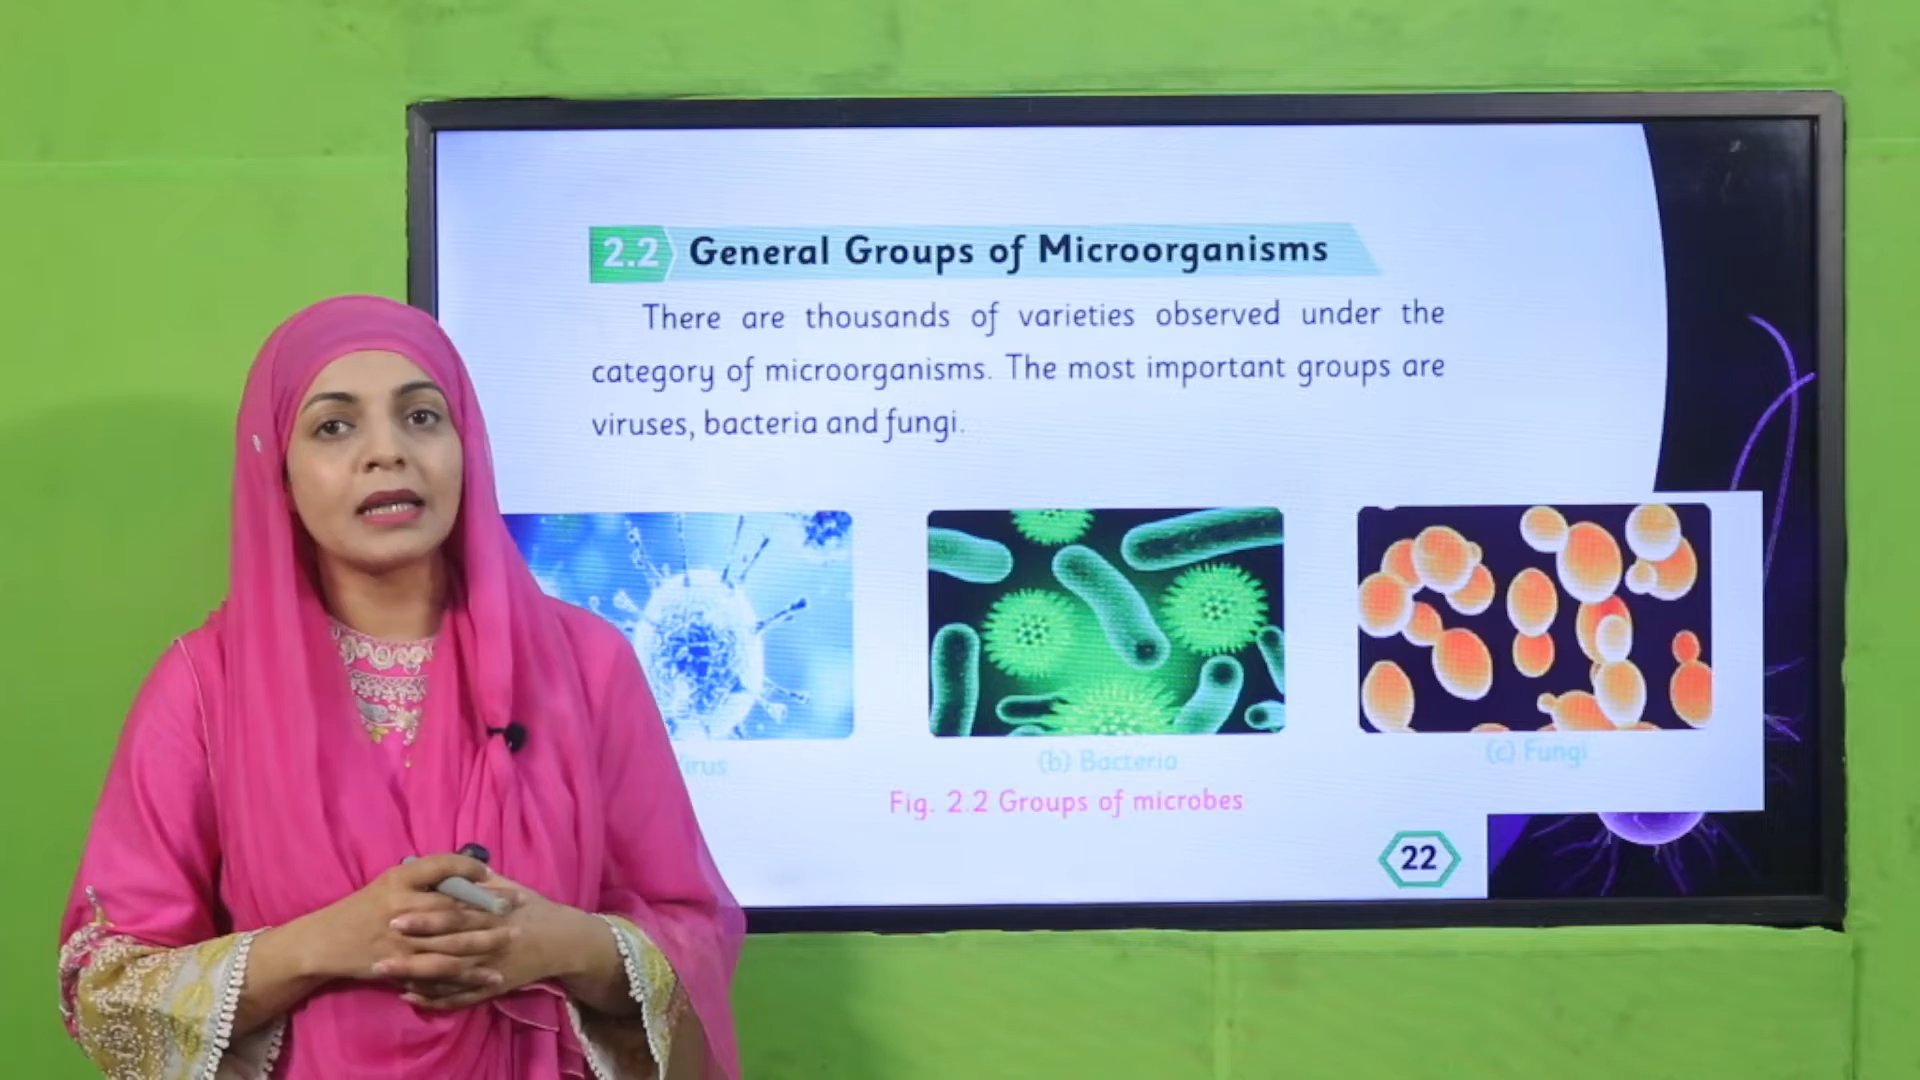 2.2 General Groups of Microorganisms
There are thousands of varieties observed under the
category of microorganisms. The most important groups are
viruses, bacteria and fungi.
irus (b) Bacteria (c) Fungi
Fig. 2.2 Groups of microbes
22